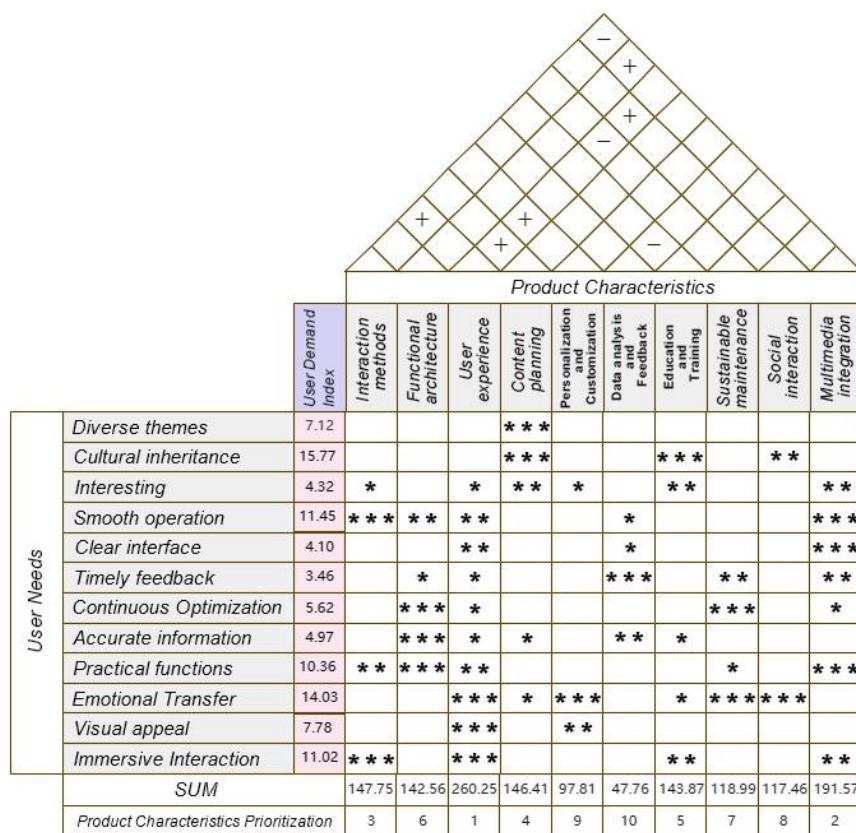 −
+
+
−
+ +
+ −
Product Characteristics
User Demand Index
Interaction methods
Functional architecture
User experience
Content planning
Personalization and Customization
Data analysis and Feedback
Education and Training
Sustainable maintenance
Social interaction
Multimedia integration
User Needs
Diverse themes 7.12 ***
Cultural inheritance 15.77 *** *** **
Interesting 4.32 * * ** * ** **
Smooth operation 11.45 *** ** ** * ***
Clear interface 4.10 ** * ***
Timely feedback 3.46 * * *** ** **
Continuous Optimization 5.62 *** * *** *
Accurate information 4.97 *** * * ** *
Practical functions 10.36 ** *** ** * ***
Emotional Transfer 14.03 *** * *** * *** ***
Visual appeal 7.78 *** **
Immersive Interaction 11.02 *** *** ** **
SUM 147.75 142.56 260.25 146.41 97.81 47.76 143.87 118.99 117.46 191.57
Product Characteristics Prioritization 3 6 1 4 9 10 5 7 8 2